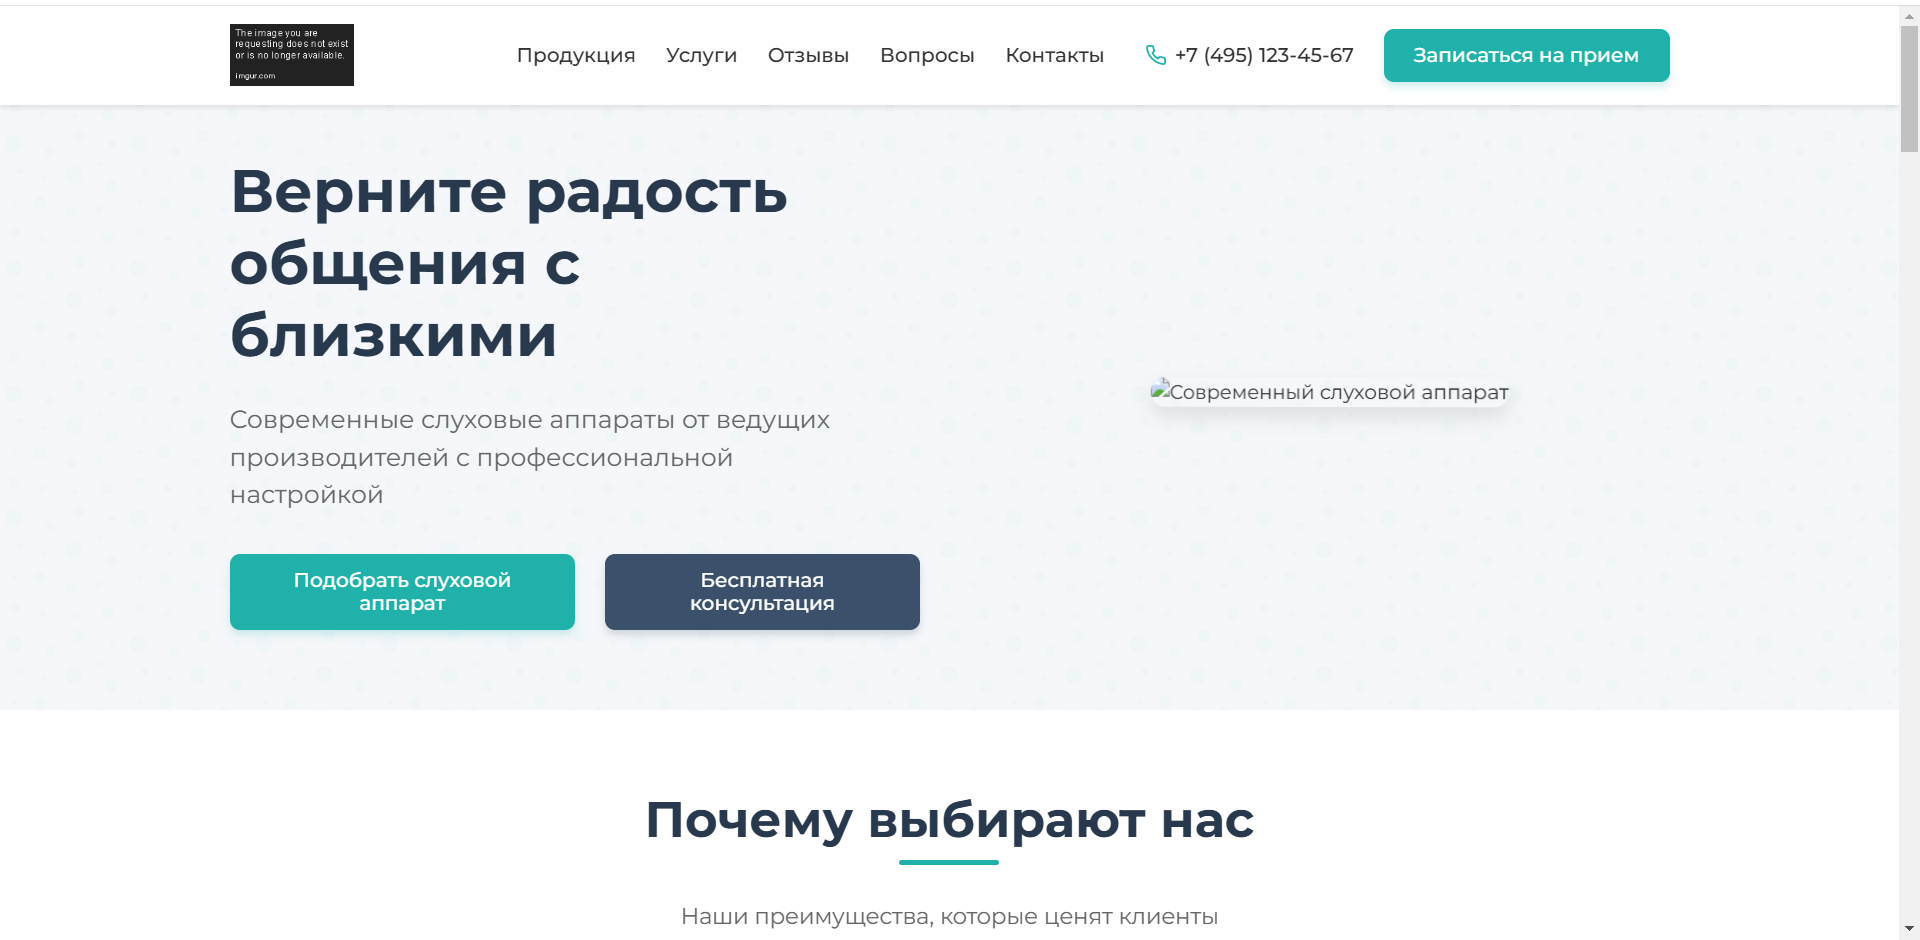 The image you are
requesting does not exist
or is no longer available.
imgur.com
Продукция Услуги Отзывы Вопросы Контакты +7 (495) 123-45-67 Записаться на прием
Верните радость
общения с
близкими
Современные слуховые аппараты от ведущих
производителей с профессиональной
настройкой
Современный слуховой аппарат
Подобрать слуховой
аппарат
Бесплатная
консультация
Почему выбирают нас
Наши преимущества, которые ценят клиенты